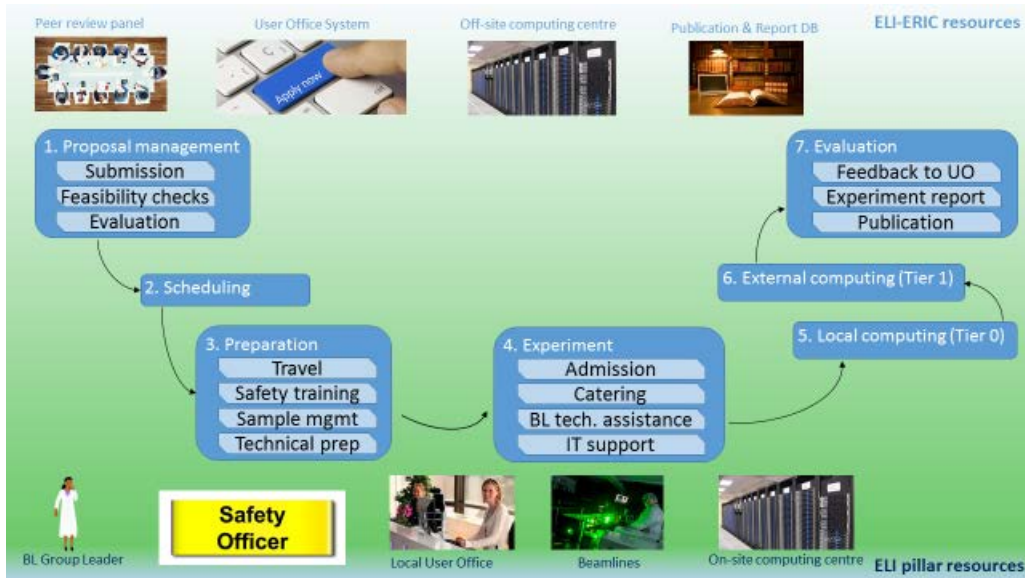 Peer review panel
User Office System
Off-site computing centre
Publication & Report DB
ELI-ERIC resources
Apply now
1. Proposal management
Submission
Feasibility checks
Evaluation
2. Scheduling
3. Preparation
Travel
Safety training
Sample mgmt
Technical prep
4. Experiment
Admission
Catering
BL tech. assistance
IT support
5. Local computing (Tier 0)
6. External computing (Tier 1)
7. Evaluation
Feedback to UO
Experiment report
Publication
BL Group Leader
Safety
Officer
Local User Office
Beamlines
On-site computing centre
ELI pillar resources